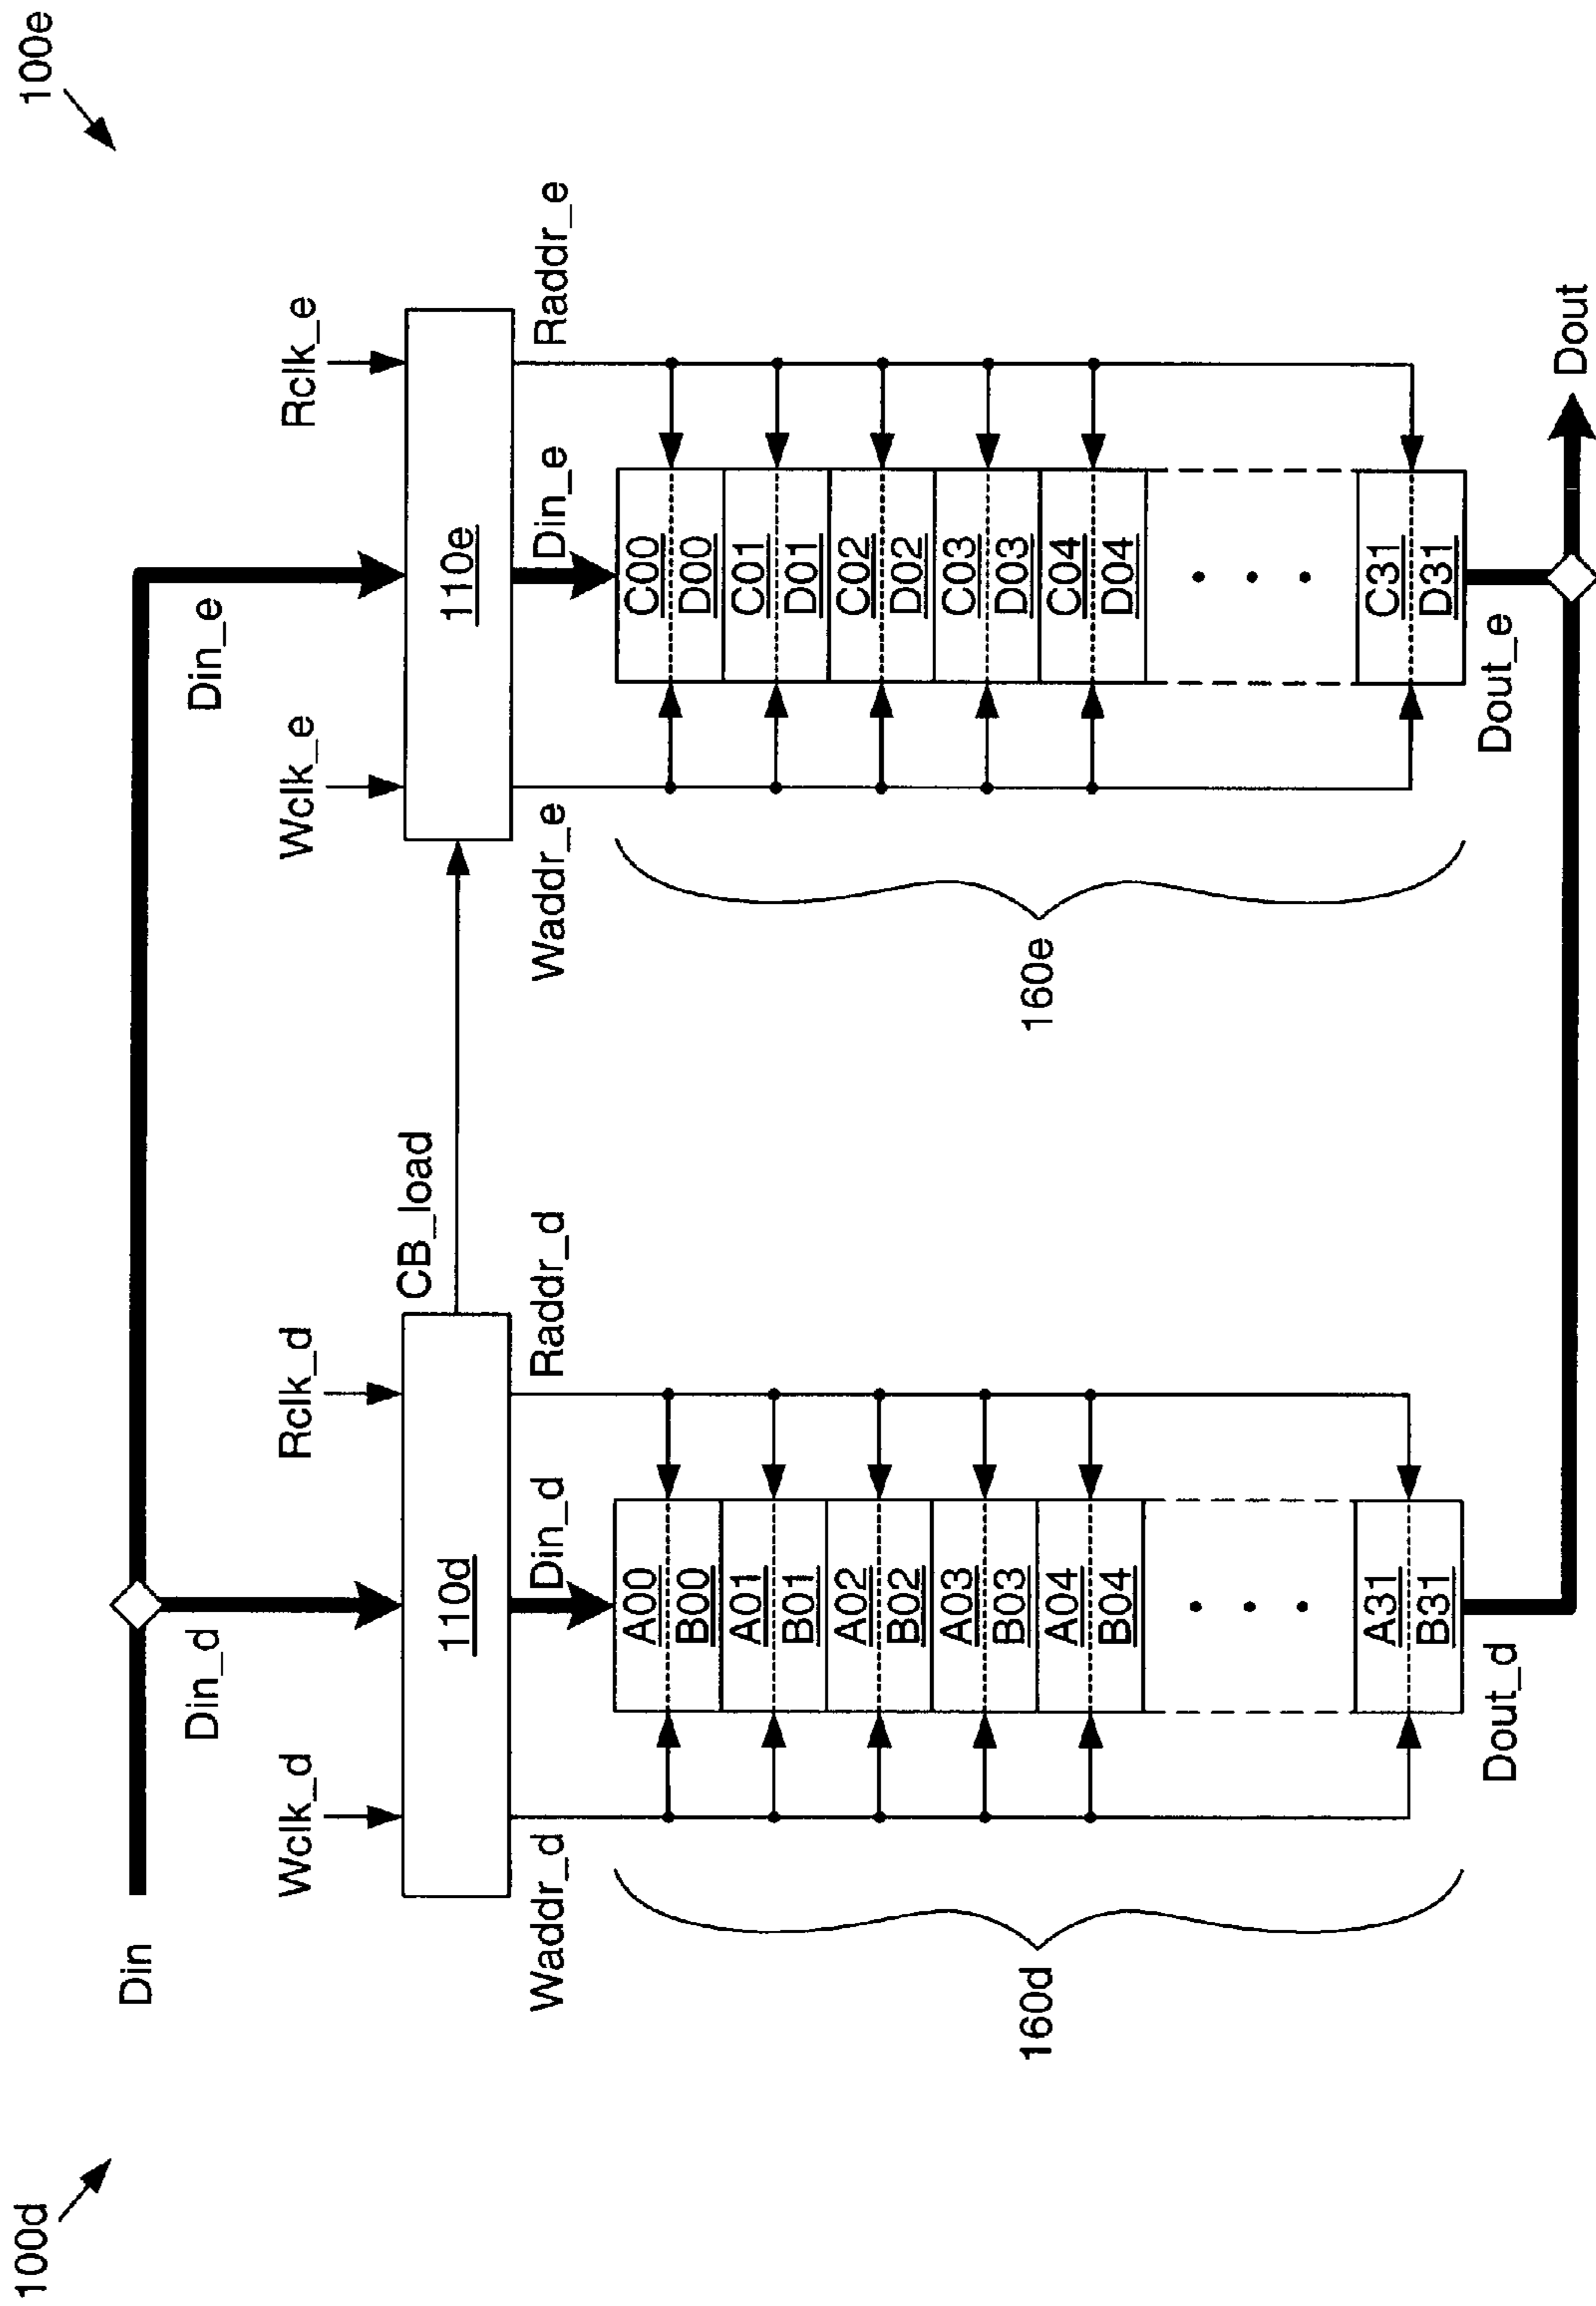 100d
100e
Din
Din_d
Din_e
Wclk_d
Rclk_d
Wclk_e
Rclk_e
110d
CB_load
110e
Waddr_d
Din_d
Raddr_d
Waddr_e
Din_e
Raddr_e
A00
B00
A01
B01
A02
B02
A03
B03
A04
B04
A31
B31
160d
C00
D00
C01
D01
C02
D02
C03
D03
C04
D04
C31
D31
160e
Dout_d
Dout_e
Dout